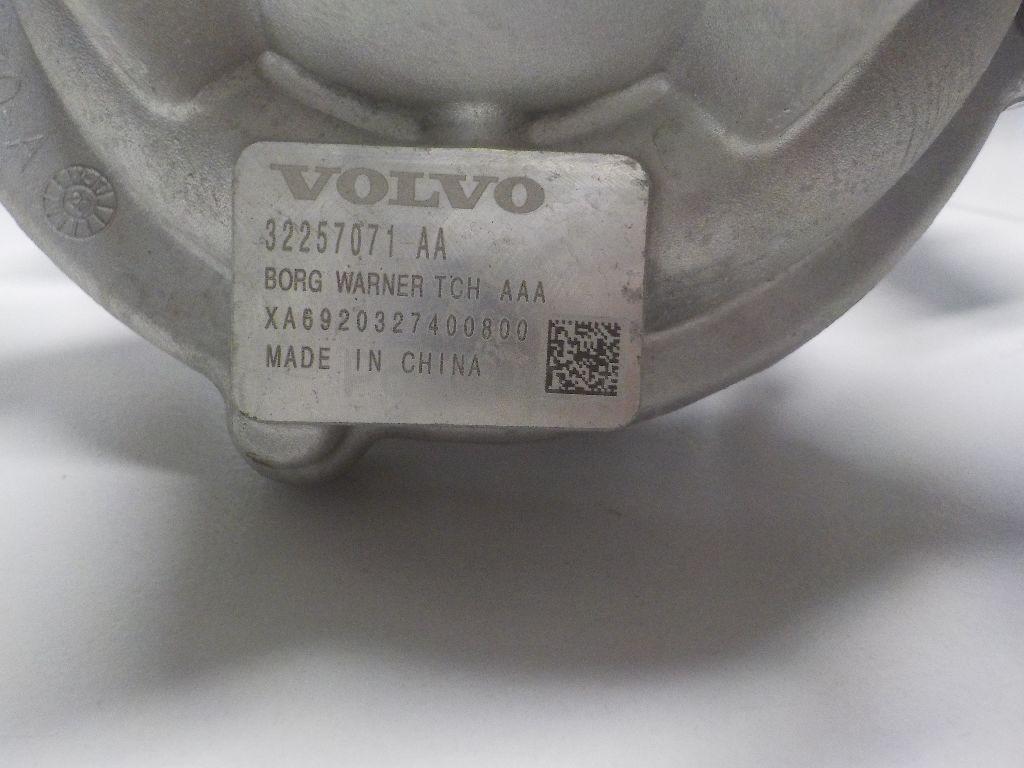 VOLVO
32257071 AA
BORG WARNER TCH AAA
XA6920327400800
MADE IN CHINA